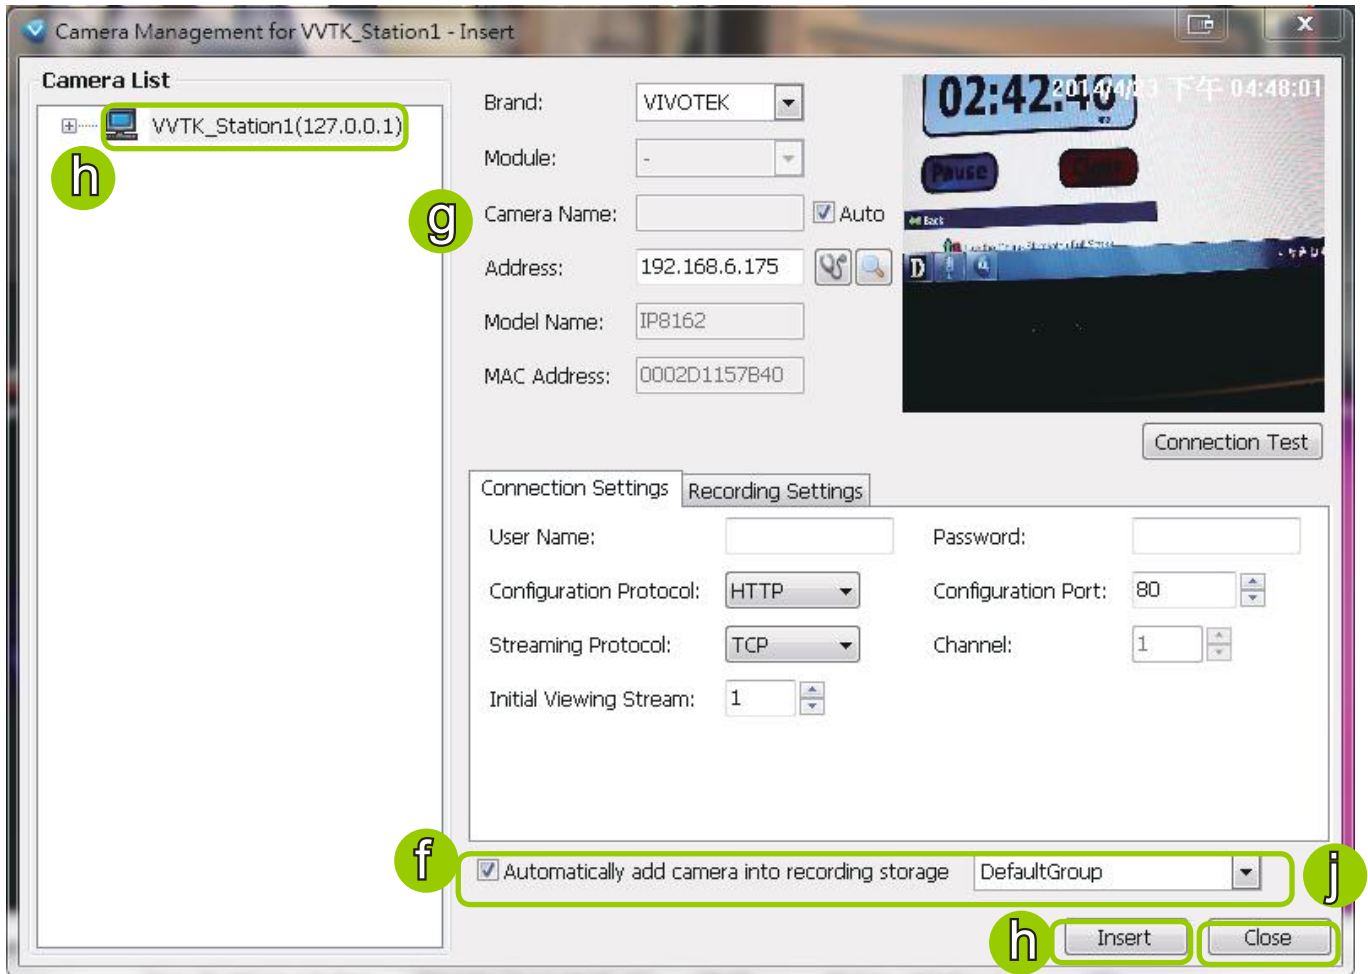 Camera Management for VVTK_Station1 - Insert
Camera List
VVTK_Station1(127.0.0.1)
h
Brand:
VIVOTEK
Module:
-
g
Camera Name:
Auto
Address:
192.168.6.175
Model Name:
IP8162
MAC Address:
0002D1157B40
02:42:46
2014/4/23 下午 04:48:01
Pause
Back
D
Connection Test
Connection Settings
Recording Settings
User Name:
Password:
Configuration Protocol:
HTTP
Configuration Port:
80
Streaming Protocol:
TCP
Channel:
1
Initial Viewing Stream:
1
f
Automatically add camera into recording storage
DefaultGroup
j
h
Insert
Close